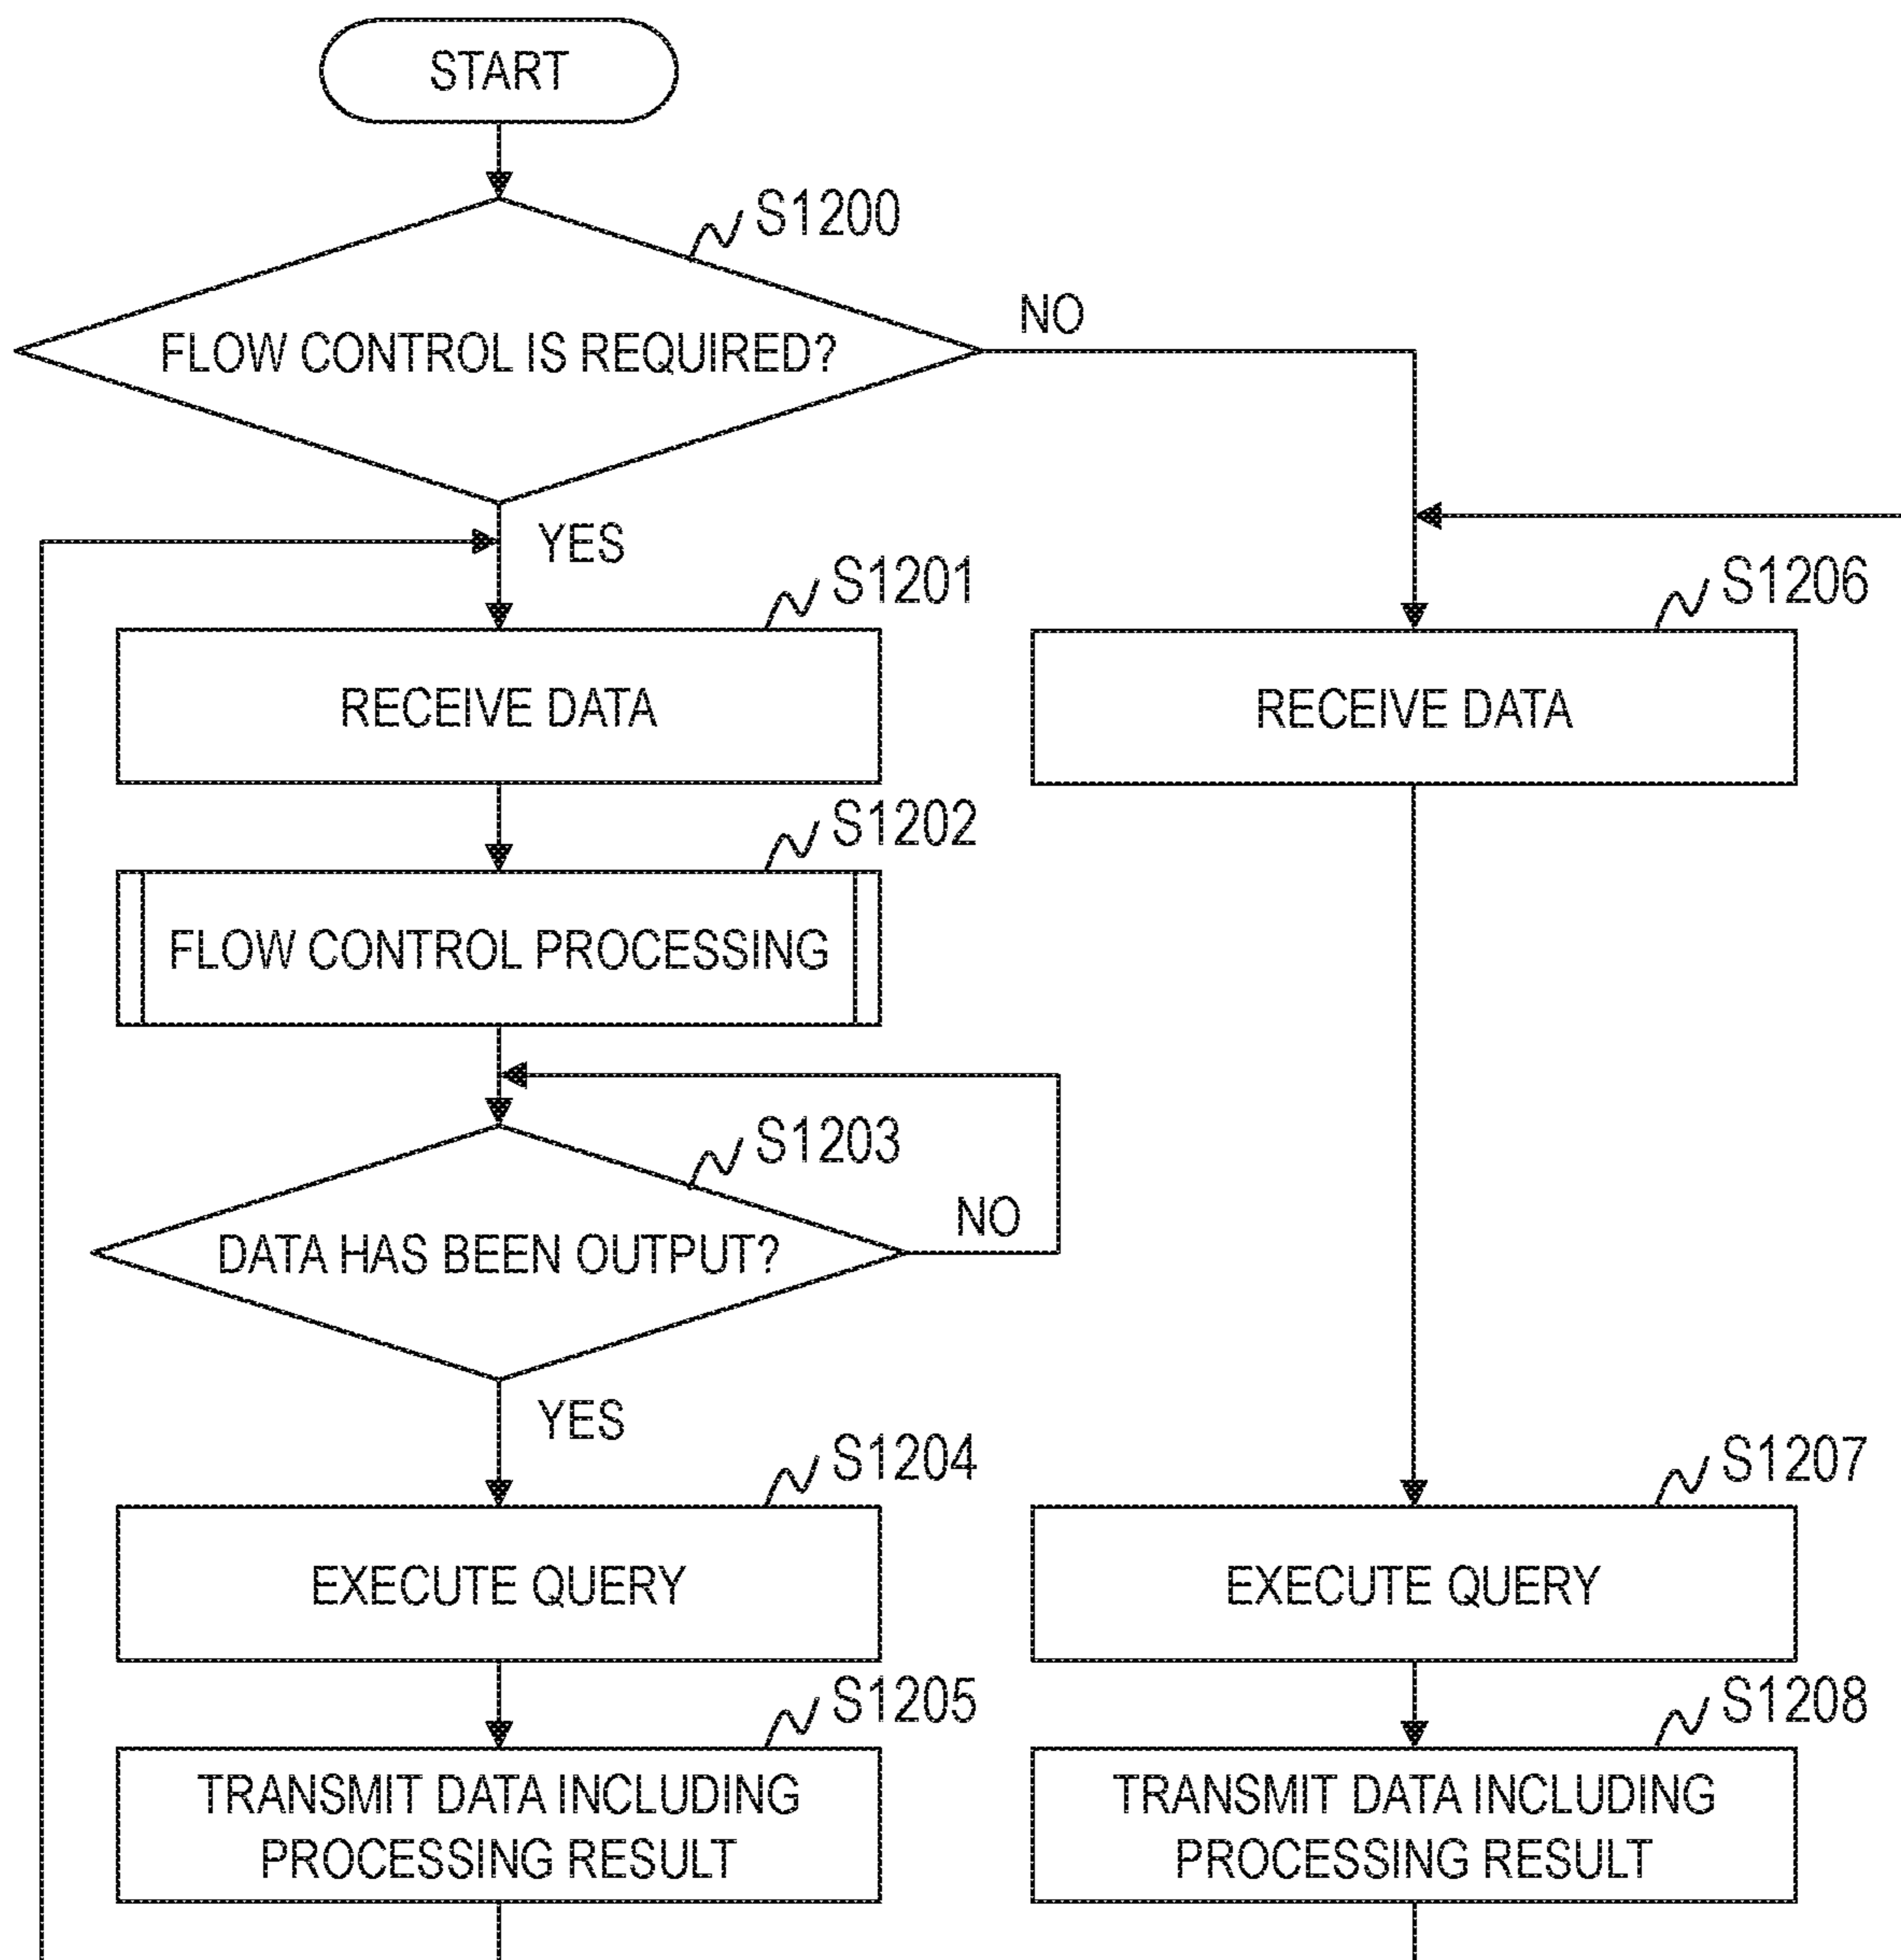 START
S1200
FLOW CONTROL IS REQUIRED?
NO
YES
S1201
RECEIVE DATA
S1202
FLOW CONTROL PROCESSING
S1203
DATA HAS BEEN OUTPUT?
NO
YES
S1204
EXECUTE QUERY
S1205
TRANSMIT DATA INCLUDING
PROCESSING RESULT
S1206
RECEIVE DATA
S1207
EXECUTE QUERY
S1208
TRANSMIT DATA INCLUDING
PROCESSING RESULT